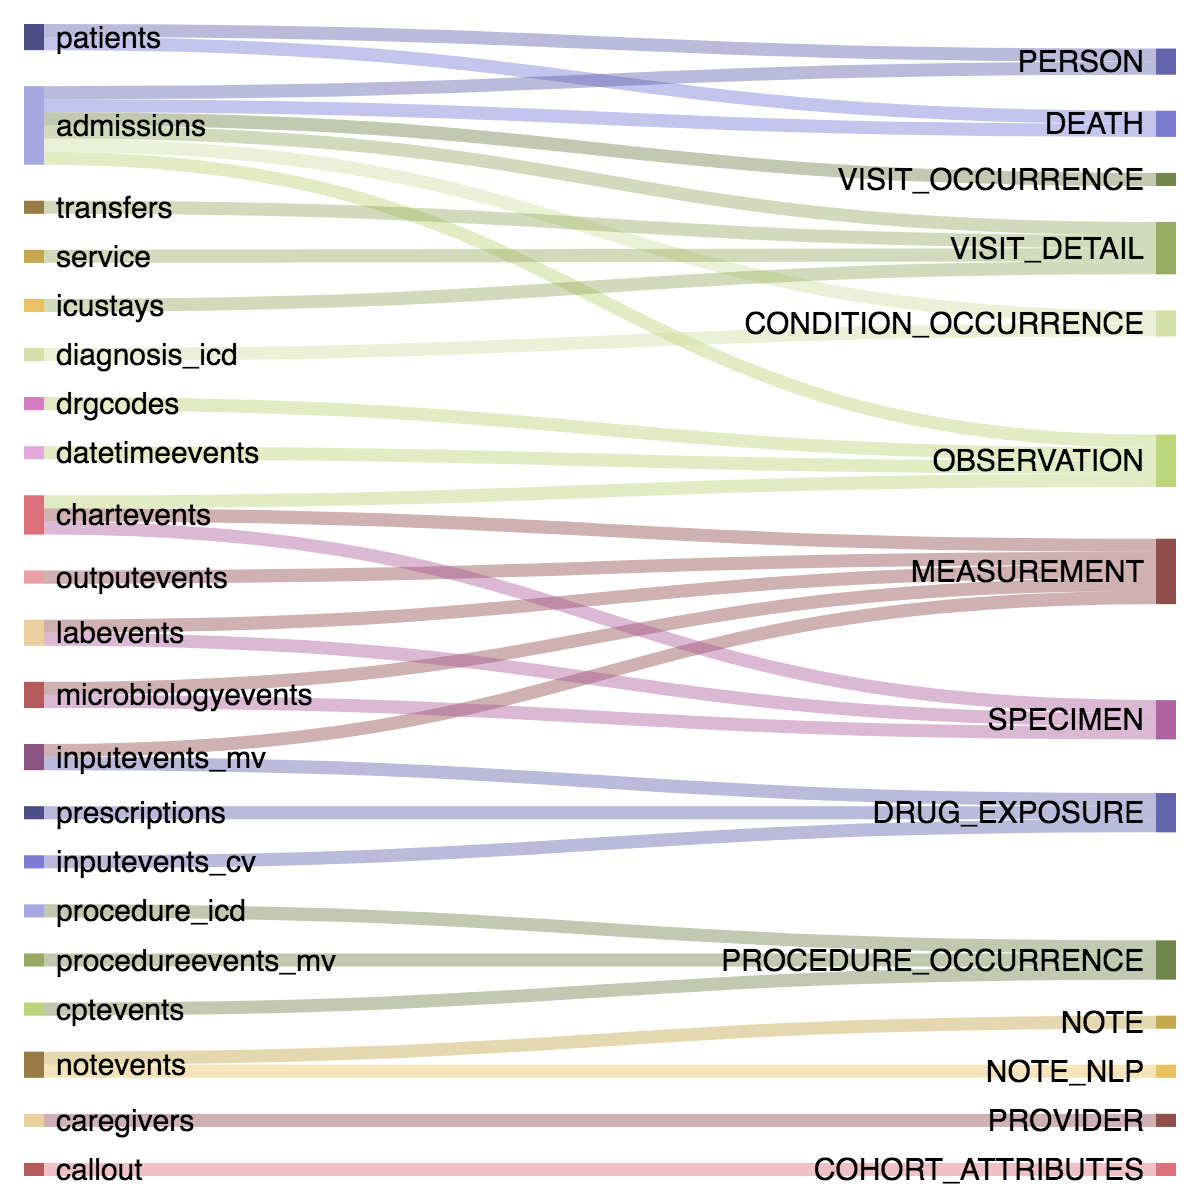 patients
admissions
transfers
service
icustays
diagnosis_icd
drgcodes
datetimeevents
chartevents
outputevents
labevents
microbiologyevents
inputevents_mv
prescriptions
inputevents_cv
procedure_icd
procedureevents_mv
cptevents
notevents
caregivers
callout
PERSON
DEATH
VISIT_OCCURRENCE
VISIT_DETAIL
CONDITION_OCCURRENCE
OBSERVATION
MEASUREMENT
SPECIMEN
DRUG_EXPOSURE
PROCEDURE_OCCURRENCE
NOTE
NOTE_NLP
PROVIDER
COHORT_ATTRIBUTES